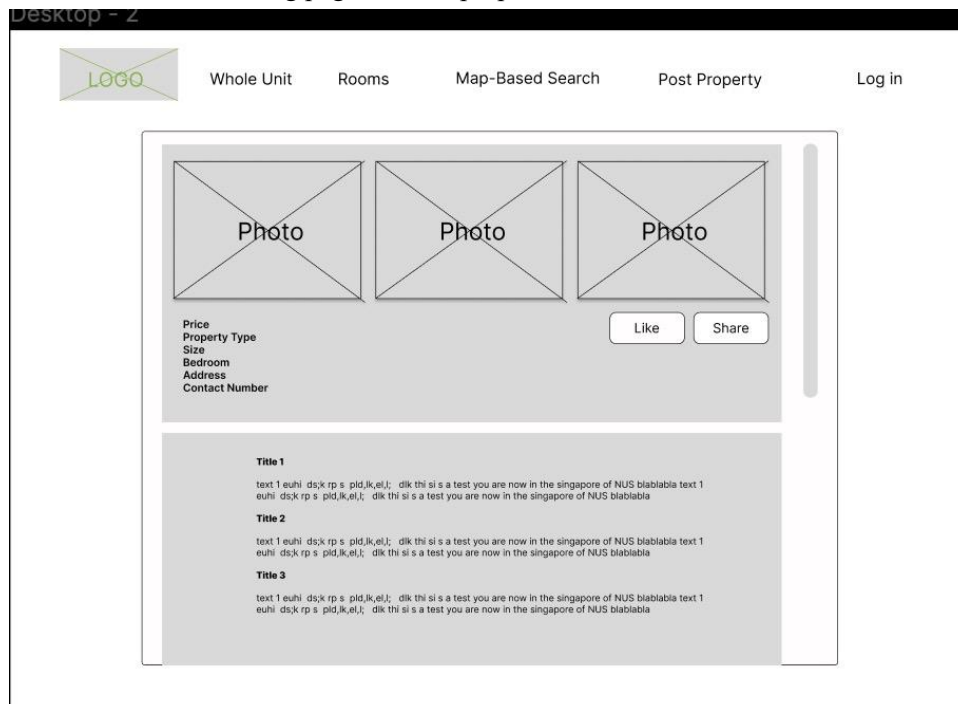 Desktop - 2
LOGO
Whole Unit
Rooms
Map-Based Search
Post Property
Log in
Photo
Photo
Photo
Like
Share
Price
Property Type
Size
Bedroom
Address
Contact Number
Title 1
text 1 euhi ds;k rp s pld,lk,el,l; dlk thi si s a test you are now in the singapore of NUS blablabla text 1
euhi ds;k rp s pld,lk,el,l; dlk thi si s a test you are now in the singapore of NUS blablabla
Title 2
text 1 euhi ds;k rp s pld,lk,el,l; dlk thi si s a test you are now in the singapore of NUS blablabla text 1
euhi ds;k rp s pld,lk,el,l; dlk thi si s a test you are now in the singapore of NUS blablabla
Title 3
text 1 euhi ds;k rp s pld,lk,el,l; dlk thi si s a test you are now in the singapore of NUS blablabla text 1
euhi ds;k rp s pld,lk,el,l; dlk thi si s a test you are now in the singapore of NUS blablabla